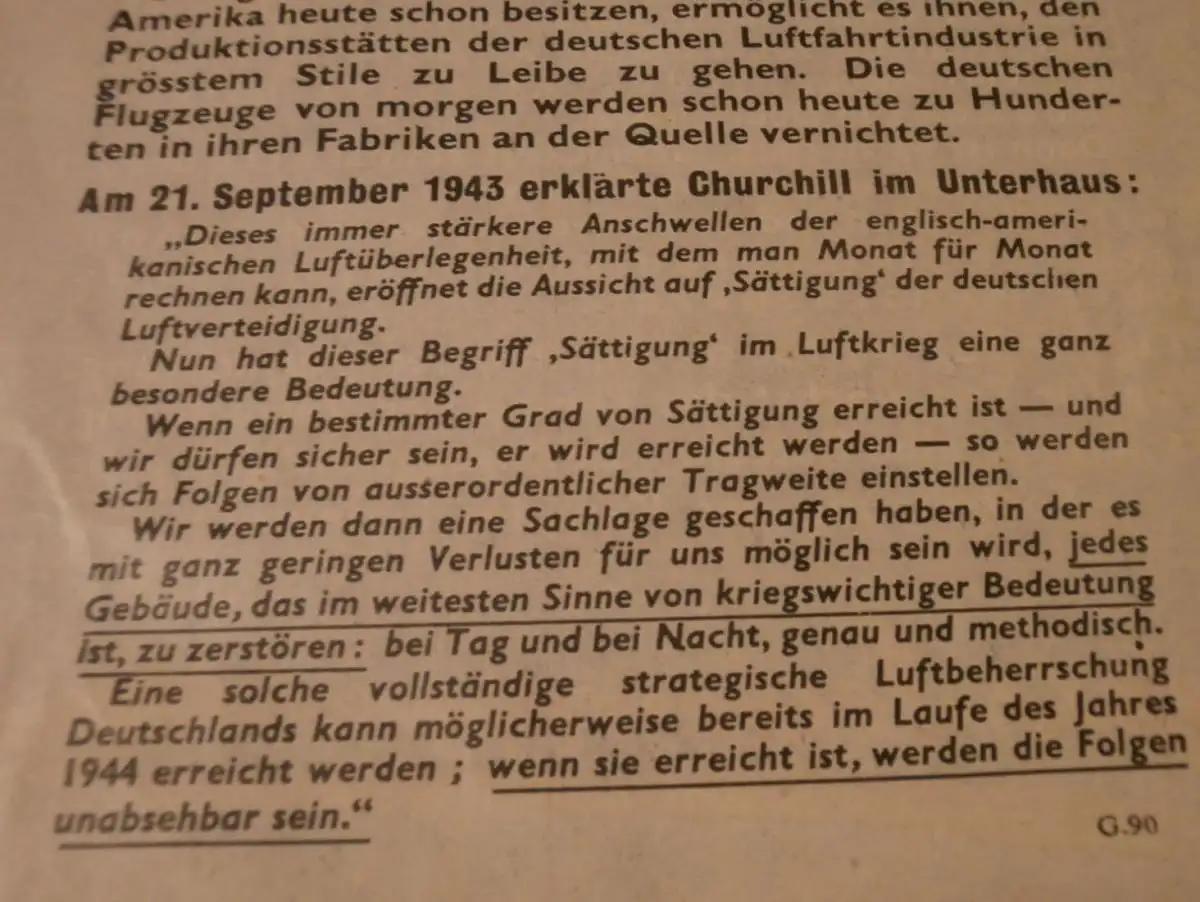 Amerika heute schon besitzen, ermöglicht es ihnen, den
Produktionsstätten der deutschen Luftfahrtindustrie in
grösstem Stile zu Leibe zu gehen. Die deutschen
Flugzeuge von morgen werden schon heute zu Hunder-
ten in ihren Fabriken an der Quelle vernichtet.
Am 21. September 1943 erklärte Churchill im Unterhaus:
„Dieses immer stärkere Anschwellen der englisch-ameri-
kanischen Luftüberlegenheit, mit dem man Monat für Monat
rechnen kann, eröffnet die Aussicht auf ‚Sättigung‘ der deutschen
Luftverteidigung.
Nun hat dieser Begriff ‚Sättigung‘ im Luftkrieg eine ganz
besondere Bedeutung.
Wenn ein bestimmter Grad von Sättigung erreicht ist — und
wir dürfen sicher sein, er wird erreicht werden — so werden
sich Folgen von ausserordentlicher Tragweite einstellen.
Wir werden dann eine Sachlage geschaffen haben, in der es
mit ganz geringen Verlusten für uns möglich sein wird, jedes
Gebäude, das im weitesten Sinne von kriegswichtiger Bedeutung
ist, zu zerstören: bei Tag und bei Nacht, genau und methodisch.
Eine solche vollständige strategische Luftbeherrschung
Deutschlands kann möglicherweise bereits im Laufe des Jahres
1944 erreicht werden ; wenn sie erreicht ist, werden die Folgen
unabsehbar sein.“
G.90